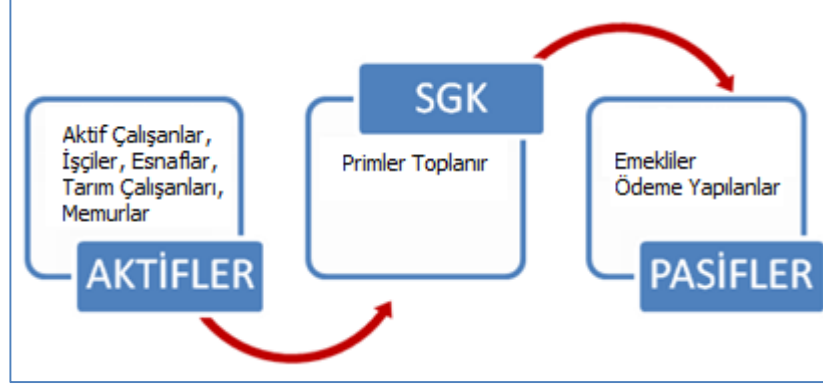 Aktif Çalışanlar,
İşçiler, Esnaflar,
Tarım Çalışanları,
Memurlar
AKTİFLER
SGK
Primler Toplanır
Emekliler
Ödeme Yapılanlar
PASİFLER